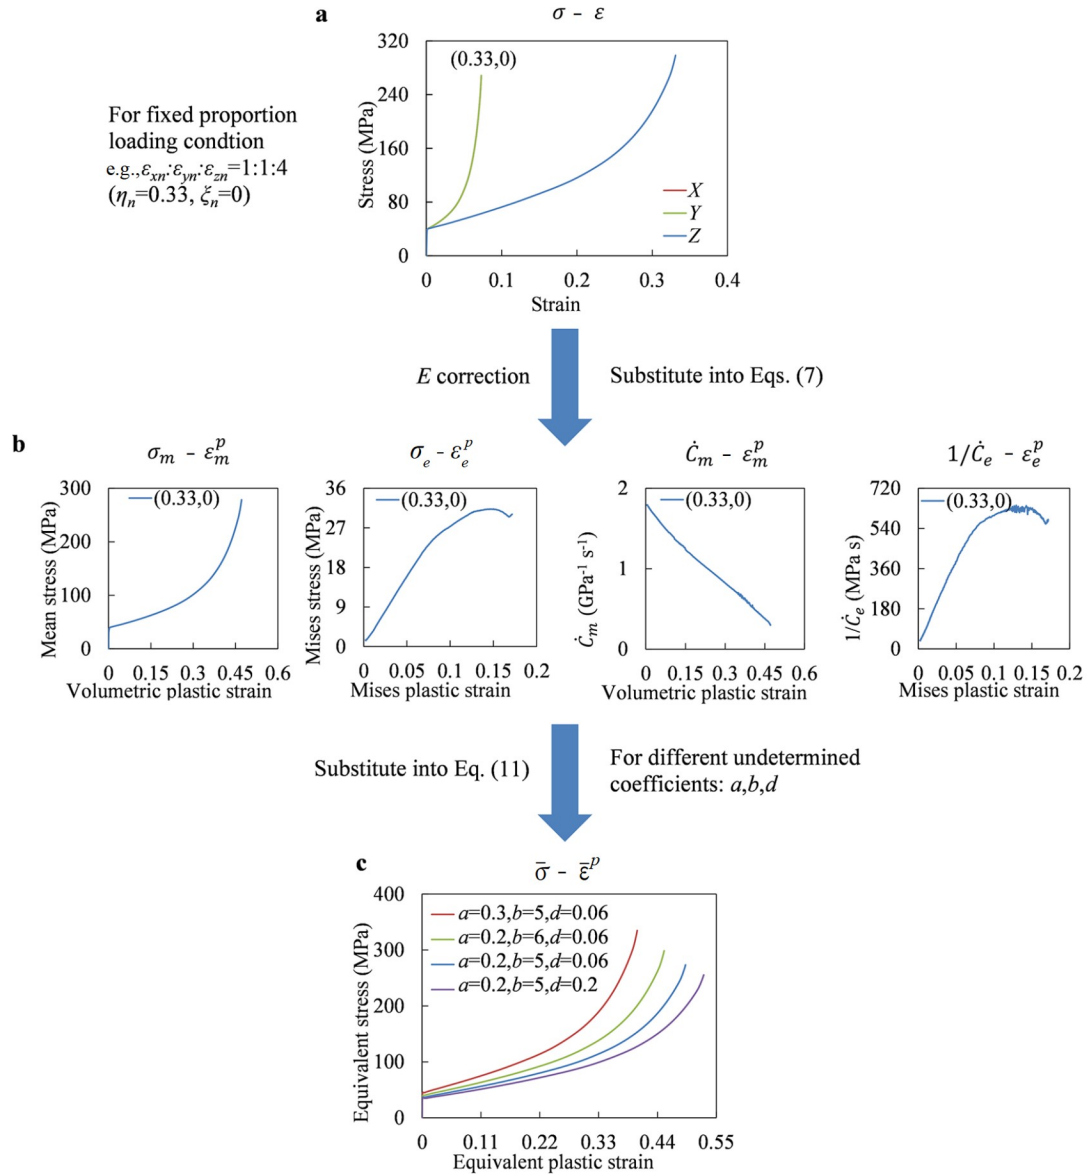 a
σ - ε
For fixed proportion
loading condtion
e.g.,εxn:εyn:εzn=1:1:4
(ηn=0.33, ξn=0)
320
240
160
80
0
Stress (MPa)
(0.33,0)
X
Y
Z
0 0.1 0.2 0.3 0.4
Strain
E correction
Substitute into Eqs. (7)
b
σm - εm^p
300
200
100
0
Mean stress (MPa)
(0.33,0)
0 0.15 0.3 0.45 0.6
Volumetric plastic strain
σe - εe^p
36
27
18
9
0
Mises stress (MPa)
(0.33,0)
0 0.05 0.1 0.15 0.2
Mises plastic strain
Ċm - εm^p
2
1
0
Ċm (GPa-1 s-1)
(0.33,0)
0 0.15 0.3 0.45 0.6
Volumetric plastic strain
1/Ċe - εe^p
720
540
360
180
0
1/Ċe (MPa s)
(0.33,0)
0 0.05 0.1 0.15 0.2
Mises plastic strain
Substitute into Eq. (11)
For different undetermined
coefficients: a,b,d
c
σ̄ - ε̄^p
400
300
200
100
0
Equivalent stress (MPa)
a=0.3,b=5,d=0.06
a=0.2,b=6,d=0.06
a=0.2,b=5,d=0.06
a=0.2,b=5,d=0.2
0 0.11 0.22 0.33 0.44 0.55
Equivalent plastic strain